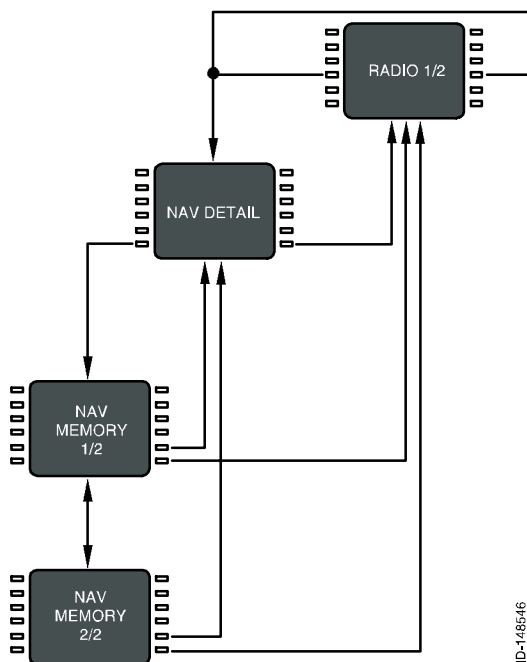 RADIO 1/2
NAV DETAIL
NAV
MEMORY
1/2
NAV
MEMORY
2/2
ID-148546